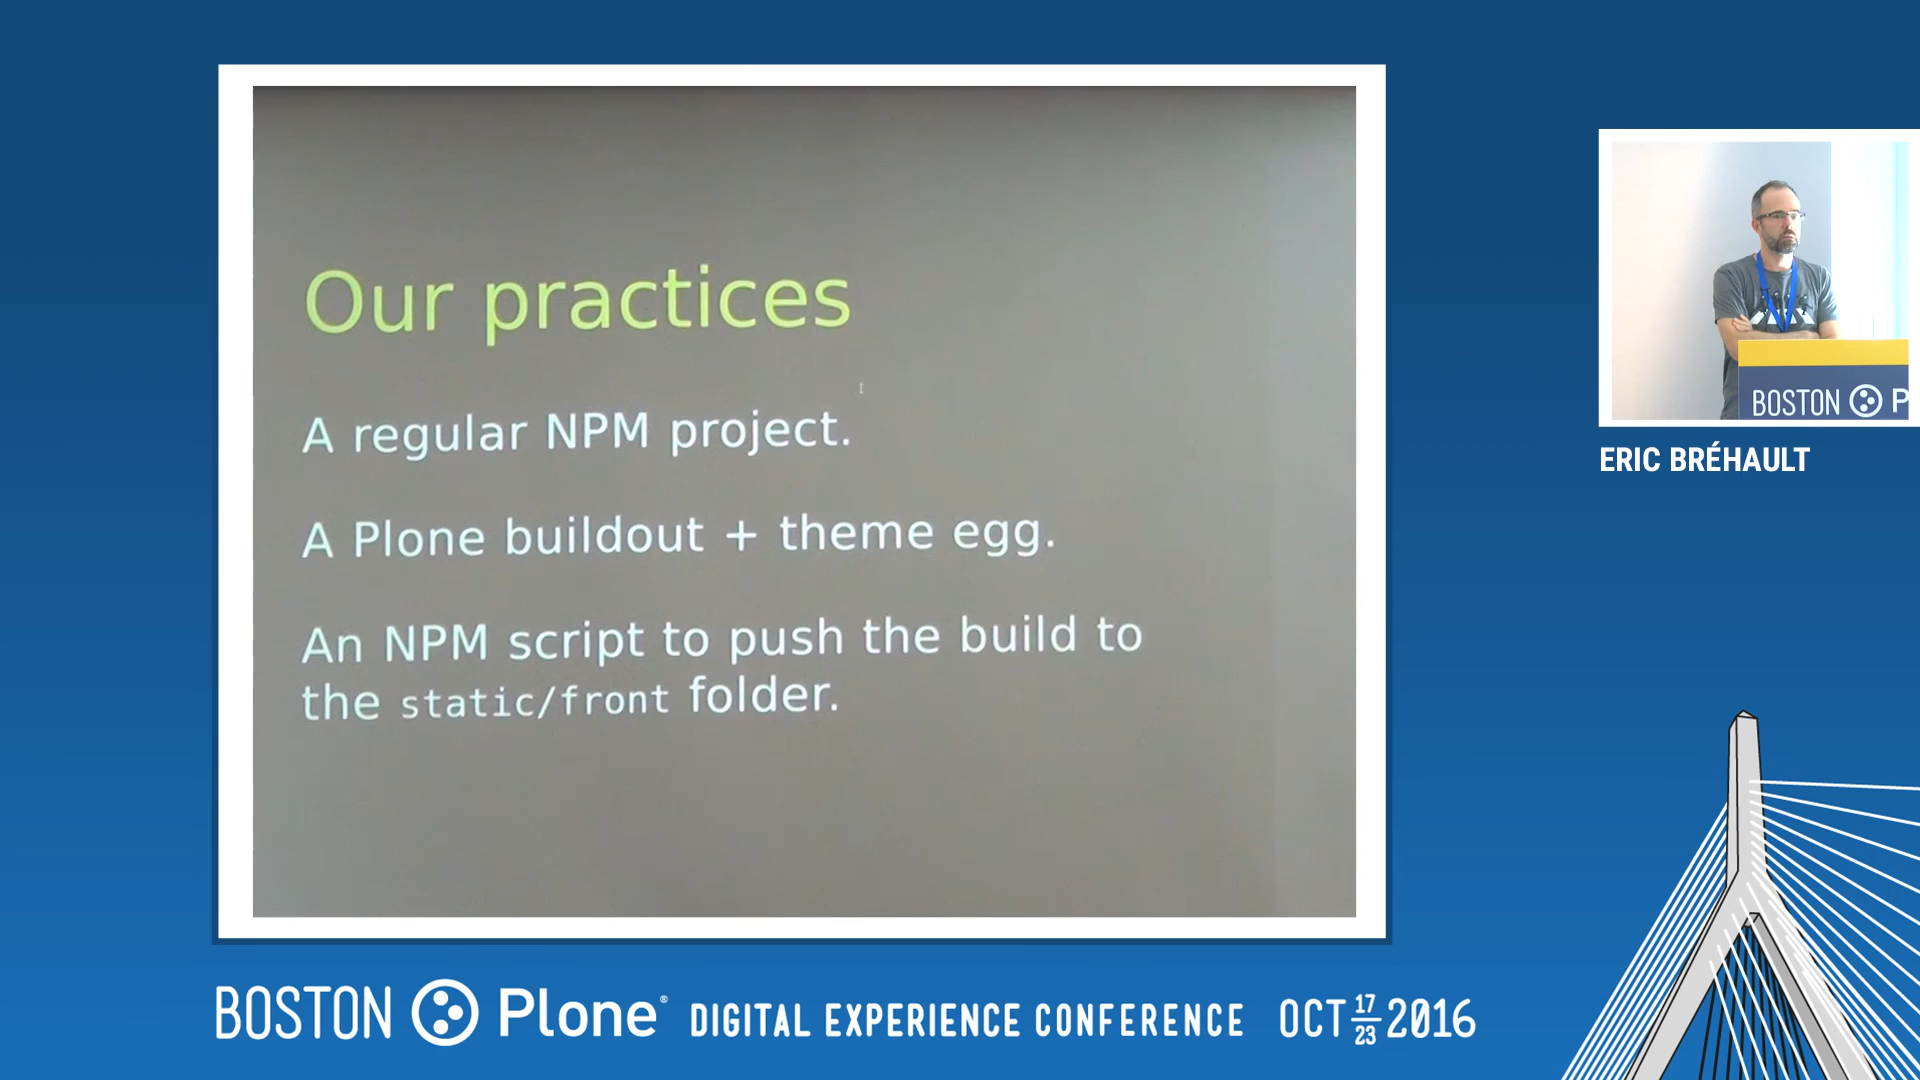 Our practices
A regular NPM project.
A Plone buildout + theme egg.
An NPM script to push the build to
the static/front folder.
BOSTON P
ERIC BRÉHAULT
BOSTON Plone® DIGITAL EXPERIENCE CONFERENCE OCT 17 23 2016